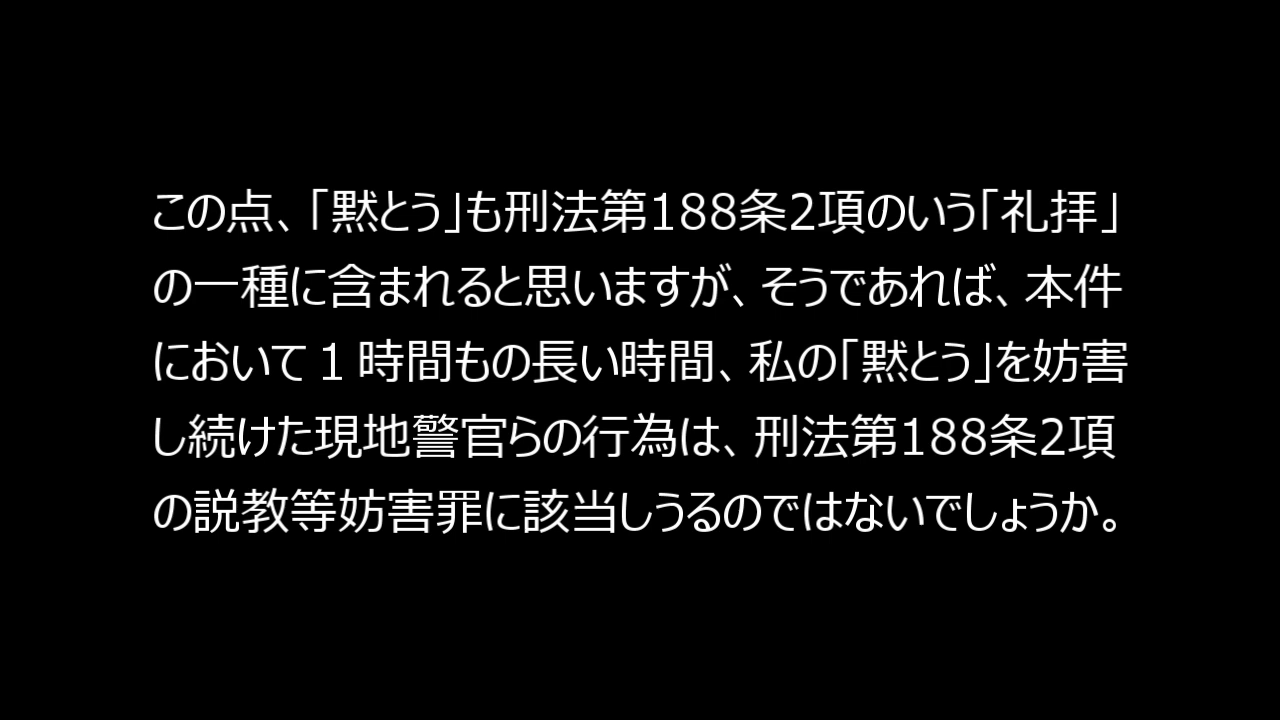 この点、「黙とう」も刑法第188条2項のいう「礼拝」
の一種に含まれると思いますが、そうであれば、本件
において１時間もの長い時間、私の「黙とう」を妨害
し続けた現地警官らの行為は、刑法第188条2項
の説教等妨害罪に該当しうるのではないでしょうか。